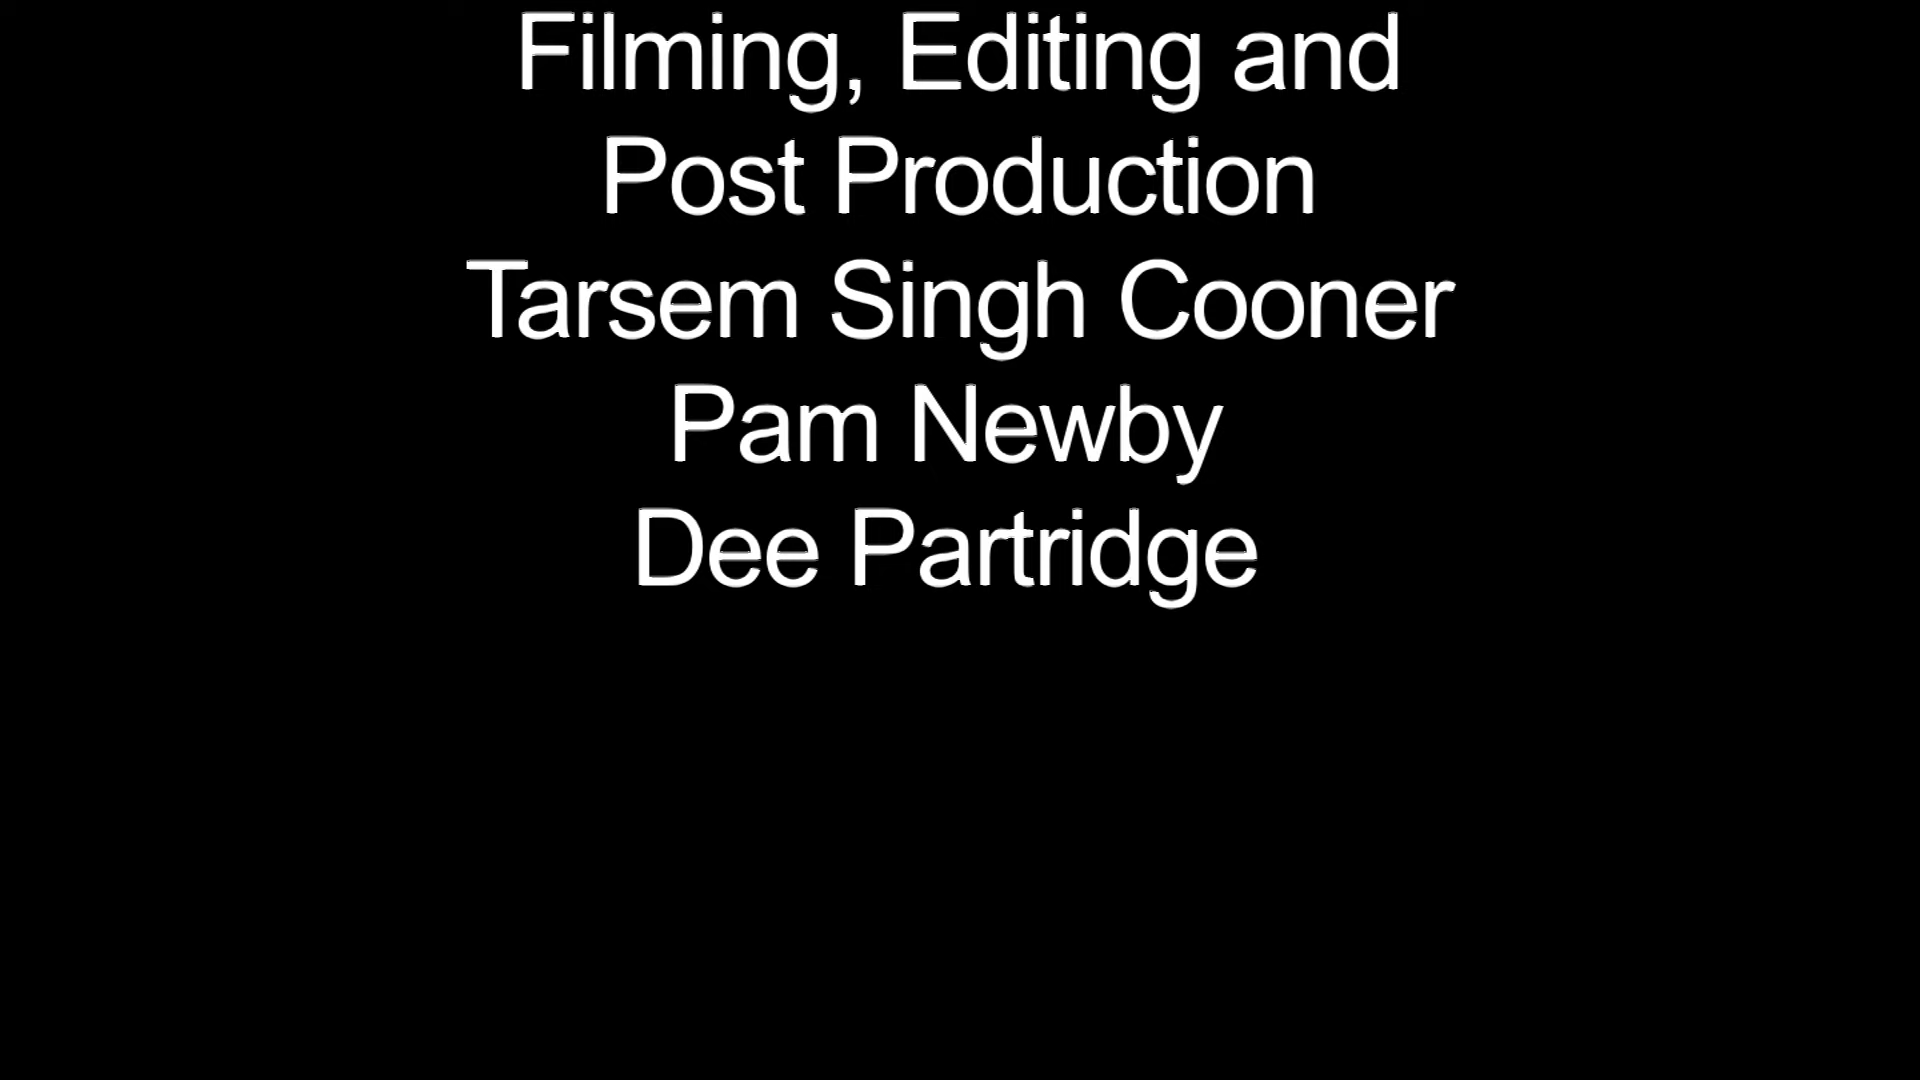 Filming, Editing and
Post Production
Tarsem Singh Cooner
Pam Newby
Dee Partridge